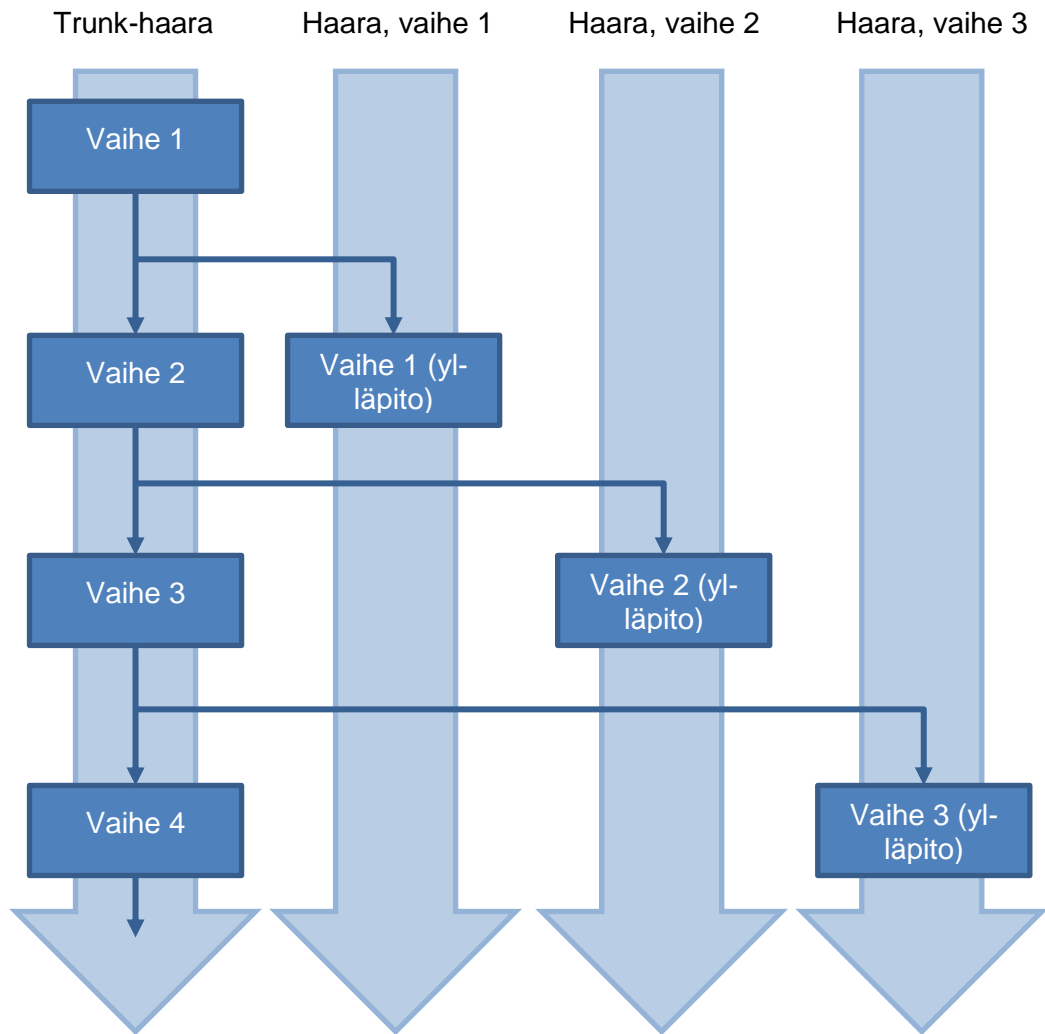 Trunk-haara
Haara, vaihe 1
Haara, vaihe 2
Haara, vaihe 3
Vaihe 1
Vaihe 2
Vaihe 1 (yl-
läpito)
Vaihe 3
Vaihe 2 (yl-
läpito)
Vaihe 4
Vaihe 3 (yl-
läpito)